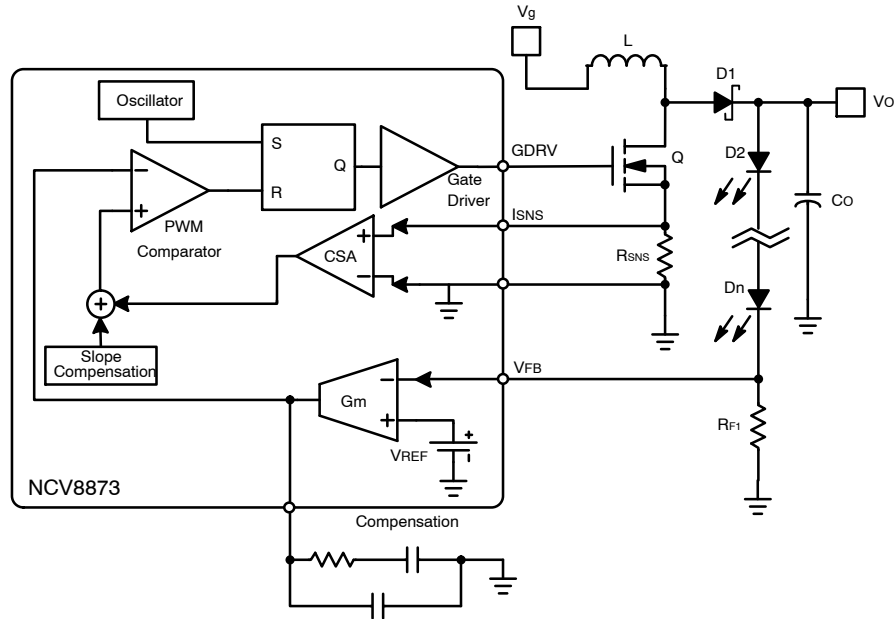 Vg
L
D1
VO
Oscillator
S
Q
R
GDRV
Gate
Driver
Q
D2
CO
−
+
PWM
Comparator
ISNS
+
CSA
−
RSNS
Dn
+
Slope
Compensation
VFB
−
Gm
+
VREF
+
RF1
NCV8873
Compensation